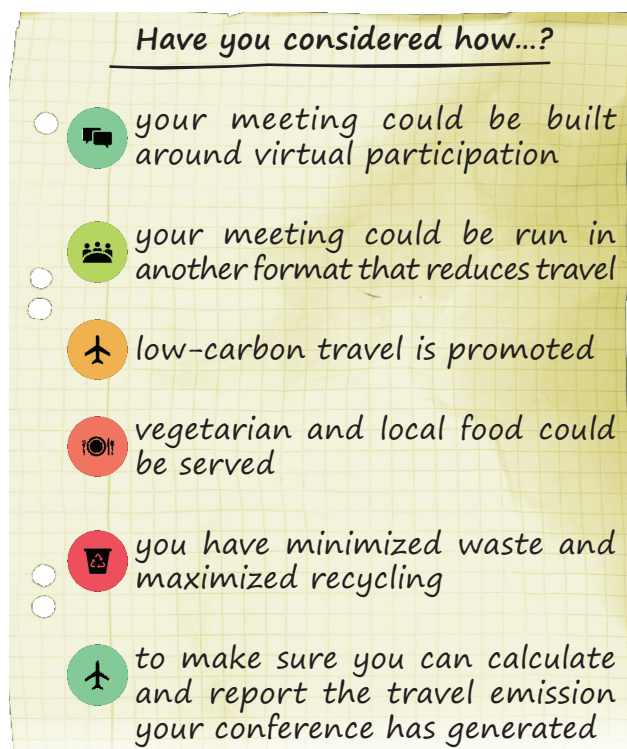 Have you considered how...?
your meeting could be built
around virtual participation
your meeting could be run in
another format that reduces travel
low-carbon travel is promoted
vegetarian and local food could
be served
you have minimized waste and
maximized recycling
to make sure you can calculate
and report the travel emission
your conference has generated